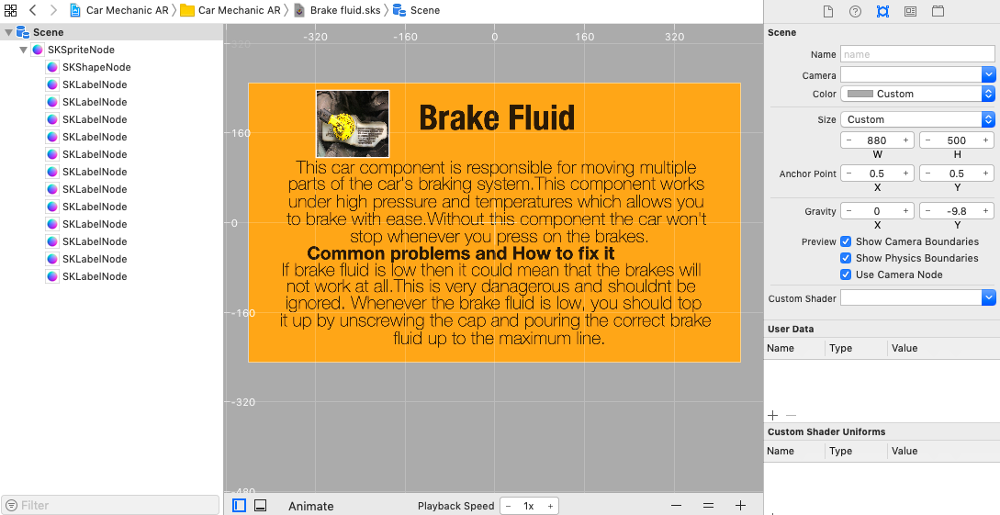 Car Mechanic AR Car Mechanic AR Brake fluid.sks Scene
Scene
SKSpriteNode
SKShapeNode
SKLabelNode
SKLabelNode
SKLabelNode
SKLabelNode
SKLabelNode
SKLabelNode
SKLabelNode
SKLabelNode
SKLabelNode
SKLabelNode
SKLabelNode
SKLabelNode
Filter
-320 -160 0 160 320
320
160
0
-160
-320
-480
Brake Fluid
This car component is responsible for moving multiple
parts of the car's braking system.This component works
under high pressure and temperatures which allows you
to brake with ease.Without this component the car won't
stop whenever you press on the brakes.
Common problems and How to fix it
If brake fluid is low then it could mean that the brakes will
not work at all.This is very danagerous and shouldnt be
ignored. Whenever the brake fluid is low, you should top
it up by unscrewing the cap and pouring the correct brake
fluid up to the maximum line.
Animate
Playback Speed − 1x +
Scene
Name name
Camera
Color Custom
Size Custom
− 880 + − 500 +
W H
Anchor Point − 0.5 + − 0.5 +
X Y
Gravity − 0 + − -9.8 +
X Y
Preview Show Camera Boundaries
Show Physics Boundaries
Use Camera Node
Custom Shader
User Data
Name Type Value
Custom Shader Uniforms
Name Type Value